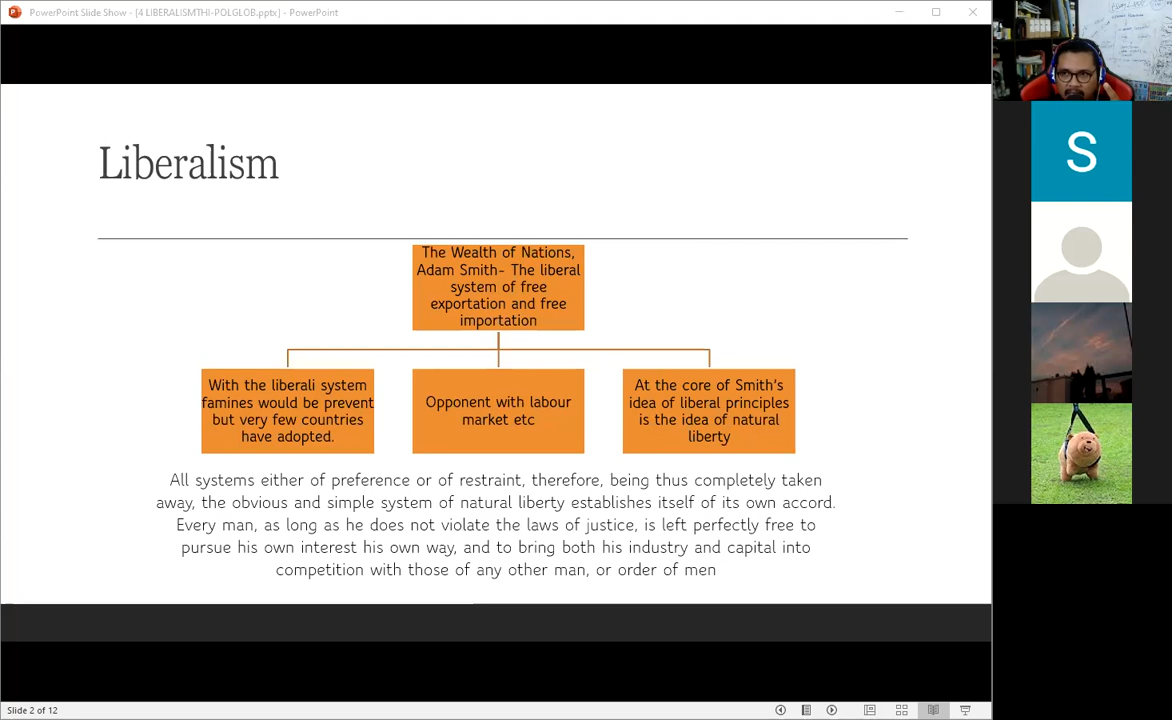 PowerPoint Slide Show - [4 LIBERALISMTHI-POLGLOB.pptx] - PowerPoint
Liberalism
The Wealth of Nations,
Adam Smith- The liberal
system of free
exportation and free
importation
With the liberali system
famines would be prevent
but very few countries
have adopted.
Opponent with labour
market etc
At the core of Smith's
idea of liberal principles
is the idea of natural
liberty
All systems either of preference or of restraint, therefore, being thus completely taken
away, the obvious and simple system of natural liberty establishes itself of its own accord.
Every man, as long as he does not violate the laws of justice, is left perfectly free to
pursue his own interest his own way, and to bring both his industry and capital into
competition with those of any other man, or order of men
Slide 2 of 12
S